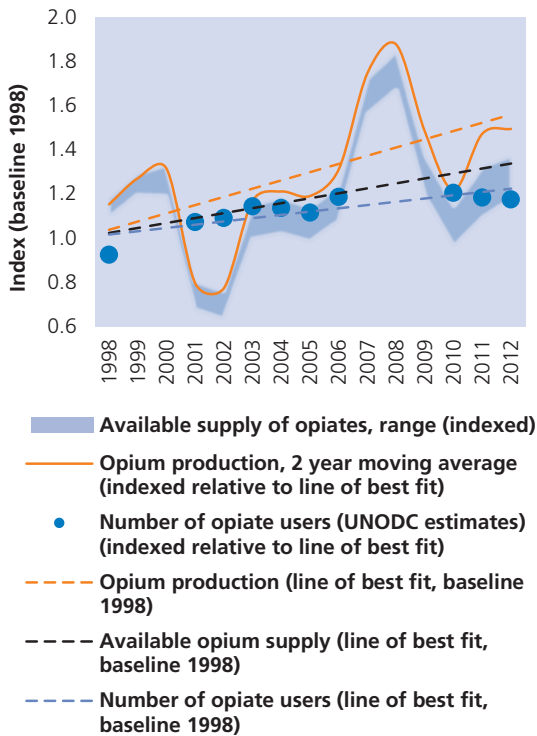 Index (baseline 1998)
2.0
1.8
1.6
1.4
1.2
1.0
0.8
0.6
1998
1999
2000
2001
2002
2003
2004
2005
2006
2007
2008
2009
2010
2011
2012
Available supply of opiates, range (indexed)
Opium production, 2 year moving average
(indexed relative to line of best fit)
Number of opiate users (UNODC estimates)
(indexed relative to line of best fit)
Opium production (line of best fit, baseline
1998)
Available opium supply (line of best fit,
baseline 1998)
Number of opiate users (line of best fit,
baseline 1998)